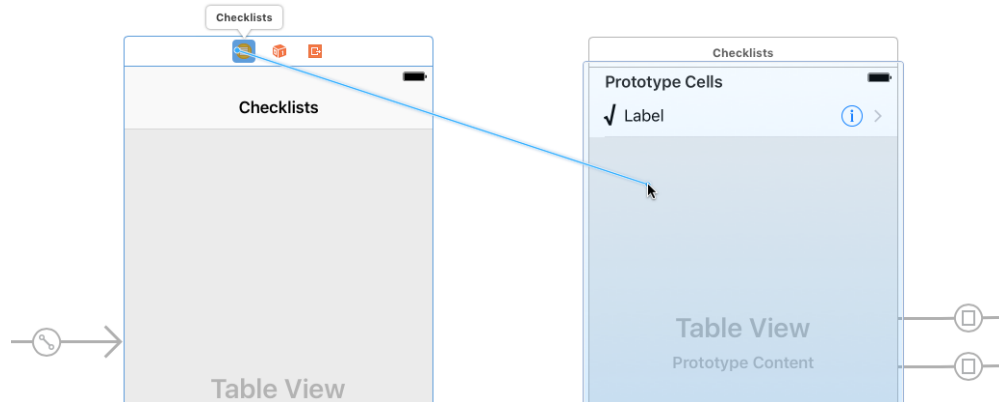 Checklists
Checklists
Table View
Checklists
Prototype Cells
√ Label
Table View
Prototype Content